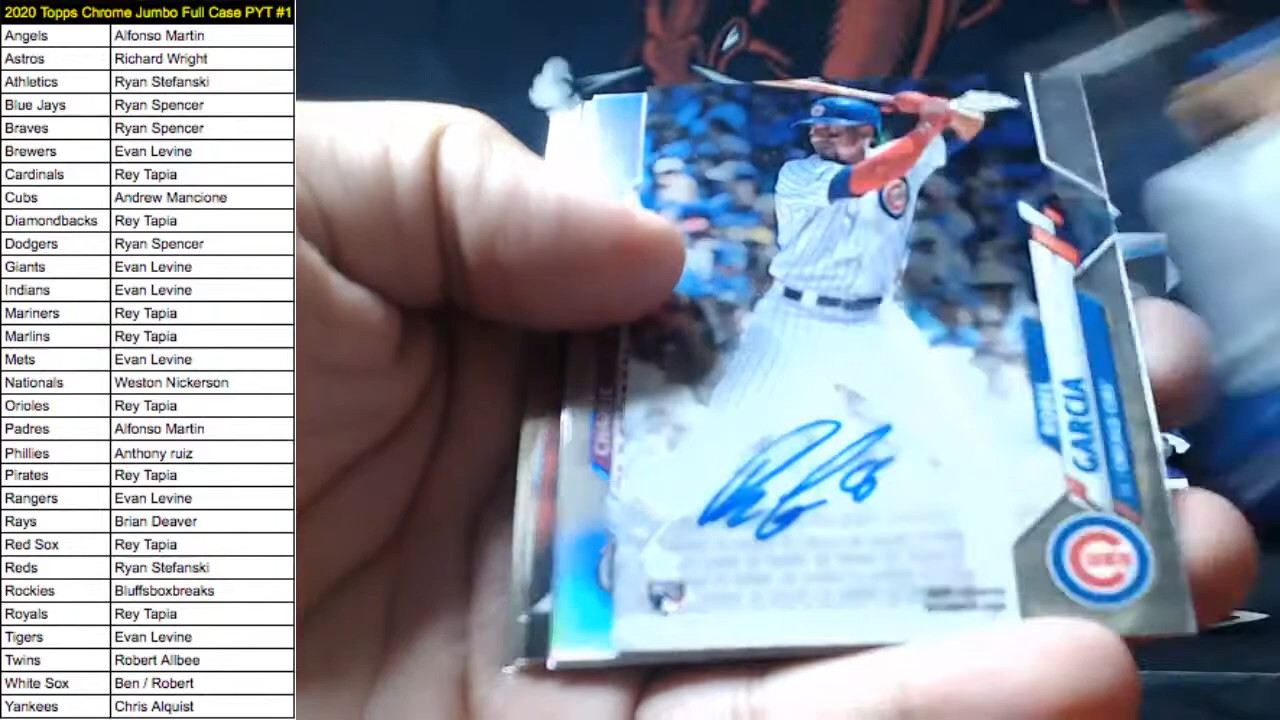 2020 Topps Chrome Jumbo Full Case PYT #1
Angels Alfonso Martin
Astros Richard Wright
Athletics Ryan Stefanski
Blue Jays Ryan Spencer
Braves Ryan Spencer
Brewers Evan Levine
Cardinals Rey Tapia
Cubs Andrew Mancione
Diamondbacks Rey Tapia
Dodgers Ryan Spencer
Giants Evan Levine
Indians Evan Levine
Mariners Rey Tapia
Marlins Rey Tapia
Mets Evan Levine
Nationals Weston Nickerson
Orioles Rey Tapia
Padres Alfonso Martin
Phillies Anthony ruiz
Pirates Rey Tapia
Rangers Evan Levine
Rays Brian Deaver
Red Sox Rey Tapia
Reds Ryan Stefanski
Rockies Bluffsboxbreaks
Royals Rey Tapia
Tigers Evan Levine
Twins Robert Allbee
White Sox Ben / Robert
Yankees Chris Alquist
GARCIA